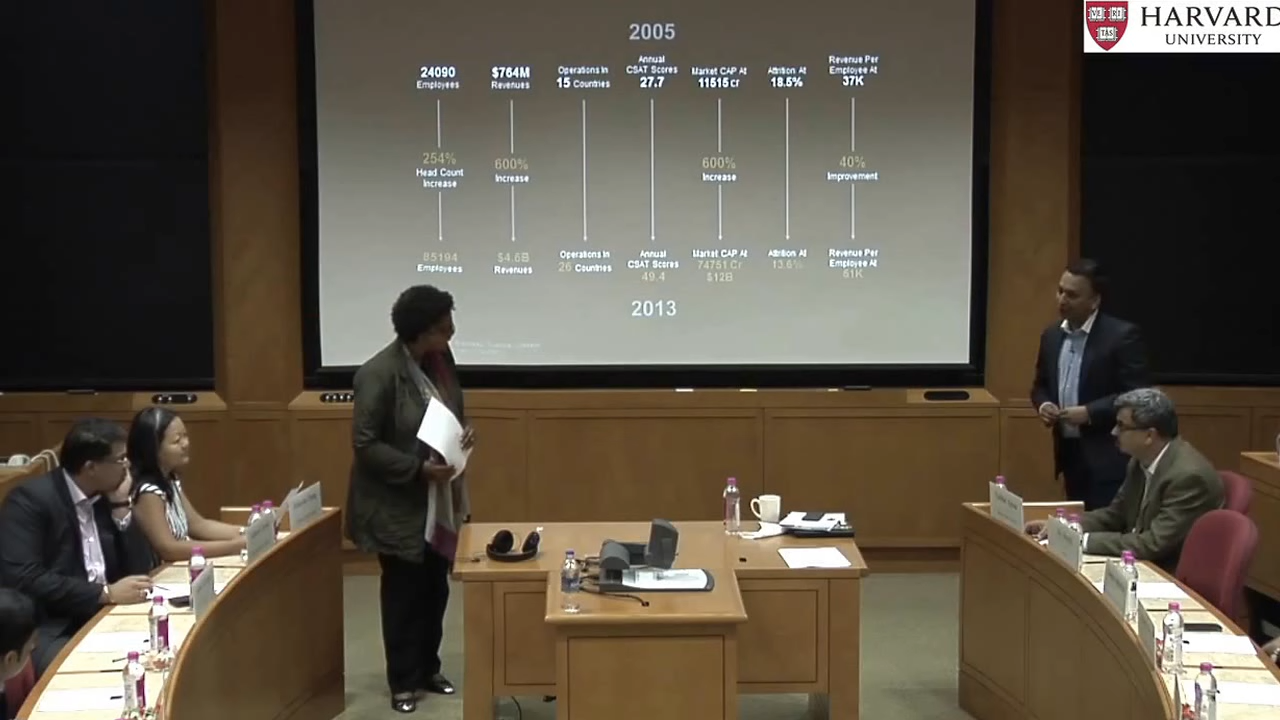 HARVARD
UNIVERSITY
2005
24090
Employees
$764M
Revenues
Operations In
15 Countries
Annual
CSAT Scores
27.7
Market CAP At
11515 cr
Attrition At
18.5%
Revenue Per
Employee At
37K
254%
Head Count
Increase
600%
Increase
600%
Increase
40%
Improvement
85194
Employees
$4.6B
Revenues
Operations In
26 Countries
Annual
CSAT Scores
49.4
Market CAP At
74751 Cr
$12B
Attrition At
13.6%
Revenue Per
Employee At
51K
2013